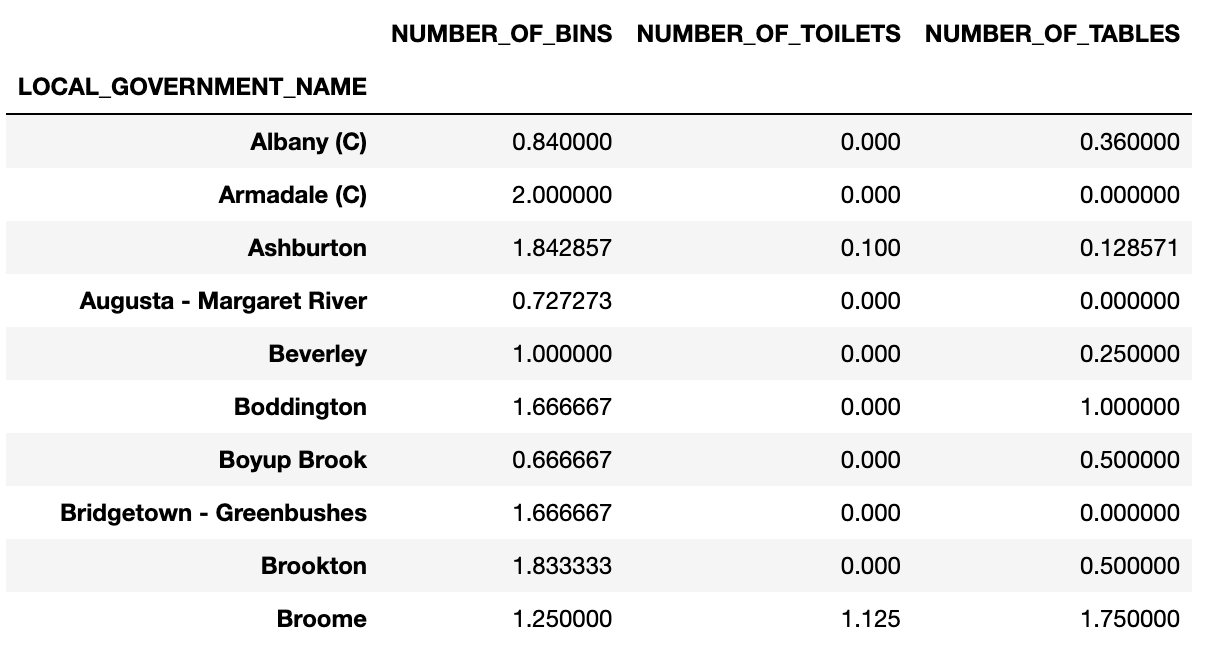 NUMBER_OF_BINS NUMBER_OF_TOILETS NUMBER_OF_TABLES
LOCAL_GOVERNMENT_NAME
Albany (C) 0.840000 0.000 0.360000
Armadale (C) 2.000000 0.000 0.000000
Ashburton 1.842857 0.100 0.128571
Augusta - Margaret River 0.727273 0.000 0.000000
Beverley 1.000000 0.000 0.250000
Boddington 1.666667 0.000 1.000000
Boyup Brook 0.666667 0.000 0.500000
Bridgetown - Greenbushes 1.666667 0.000 0.000000
Brookton 1.833333 0.000 0.500000
Broome 1.250000 1.125 1.750000